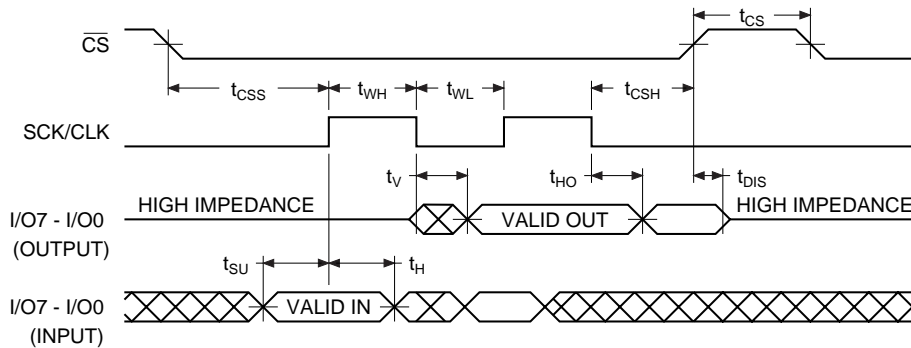 CS
tCS
tCSS
tWH
tWL
tCSH
SCK/CLK
tV
tHO
tDIS
I/O7 - I/O0
(OUTPUT)
HIGH IMPEDANCE
VALID OUT
HIGH IMPEDANCE
tSU
tH
I/O7 - I/O0
(INPUT)
VALID IN